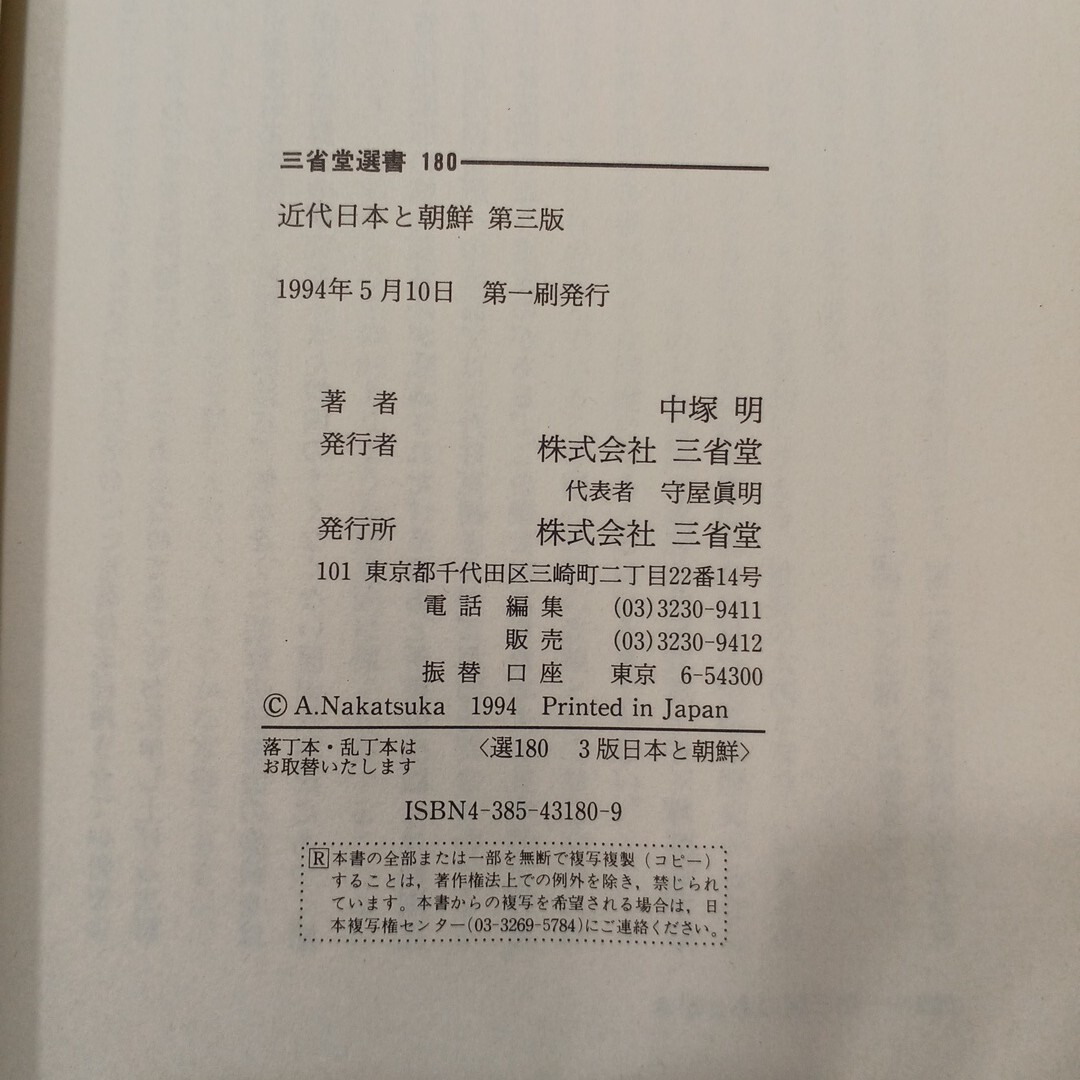 三省堂選書 180
近代日本と朝鮮 第三版
1994年5月10日 第一刷発行
著 者 中塚 明
発行者 株式会社 三省堂
代表者 守屋眞明
発行所 株式会社 三省堂
101 東京都千代田区三崎町二丁目22番14号
電話 編集 (03)3230-9411
販売 (03)3230-9412
振替口座 東京 6-54300
© A.Nakatsuka 1994 Printed in Japan
落丁本・乱丁本は
お取替いたします
〈選180 3版日本と朝鮮〉
ISBN4-385-43180-9
R 本書の全部または一部を無断で複写複製（コピー）
することは，著作権法上での例外を除き，禁じられ
ています。本書からの複写を希望される場合は，日
本複写権センター(03-3269-5784)にご連絡ください。